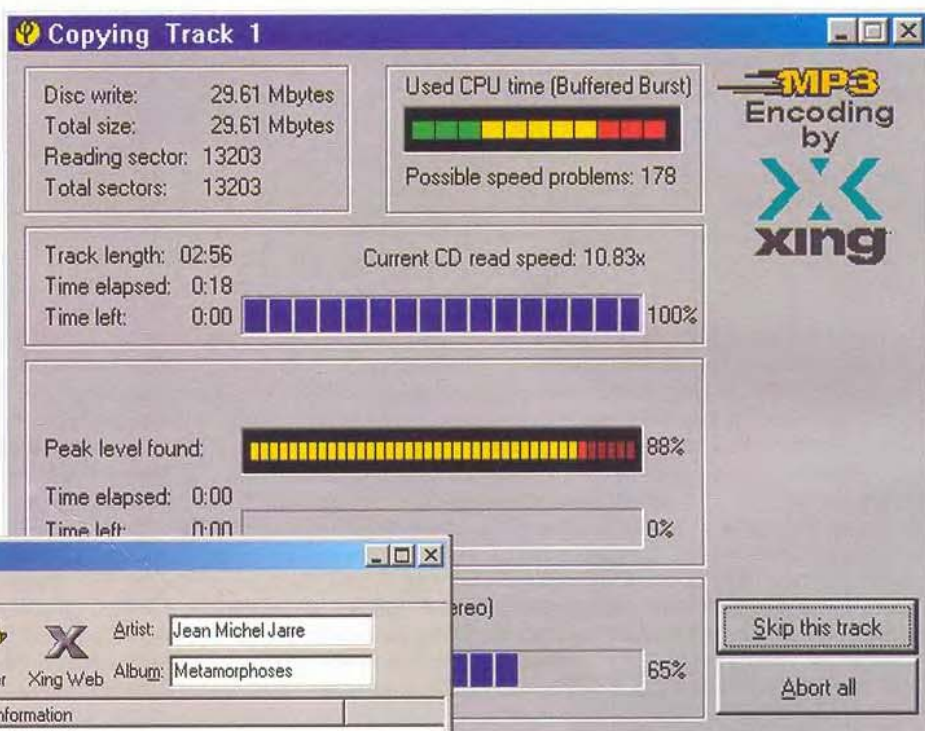 Copying Track 1
Disc write: 29.61 Mbytes
Total size: 29.61 Mbytes
Reading sector: 13203
Total sectors: 13203
Used CPU time (Buffered Burst)
Possible speed problems: 178
MP3
Encoding
by
xing
Track length: 02:56
Current CD read speed: 10.83x
Time elapsed: 0:18
Time left: 0:00
100%
Peak level found:
88%
Time elapsed: 0:00
Time left: 0:00
0%
ereo)
65%
Skip this track
Abort all
Artist: Jean Michel Jarre
er
Xing Web
Album: Metamorphoses
nformation